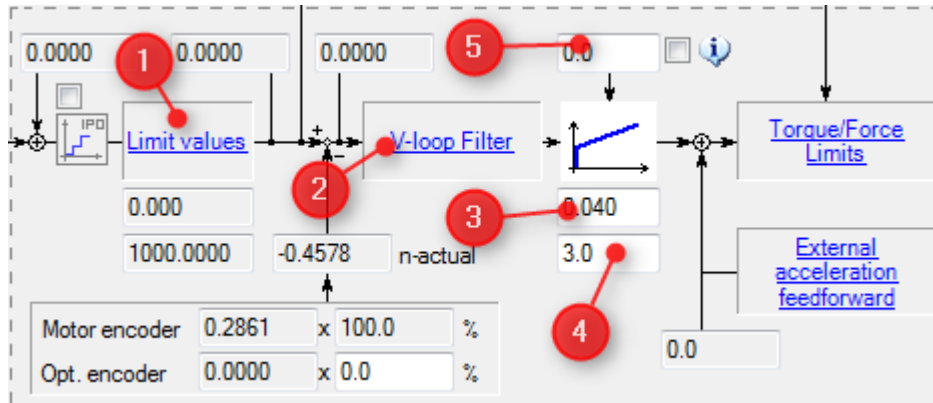 0.0000
1
0.0000
0.0000
5
0.0
i
IPO
Limit values
+
−
V-loop Filter
Torque/Force
Limits
2
0.000
3
0.040
1000.0000
-0.4578
n-actual
3.0
External
acceleration
feedforward
4
Motor encoder 0.2861 x 100.0 %
Opt. encoder 0.0000 x 0.0 %
0.0